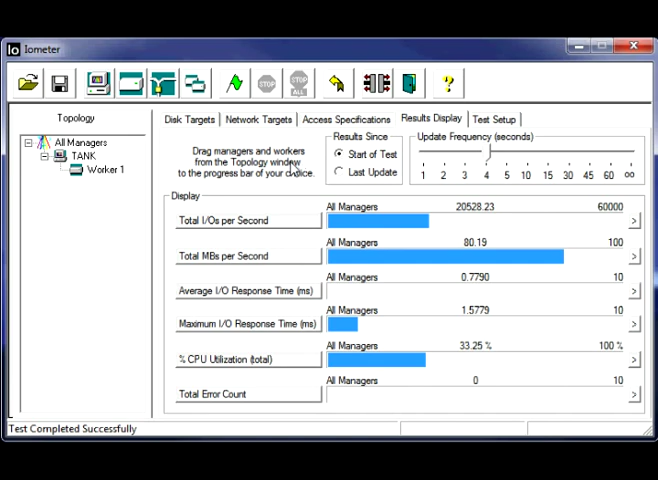 Iometer
STOP
STOP ALL
?
Topology
All Managers
TANK
Worker 1
Disk Targets
Network Targets
Access Specifications
Results Display
Test Setup
Drag managers and workers
from the Topology window
to the progress bar of your choice.
Results Since
Start of Test
Last Update
Update Frequency (seconds)
1 2 3 4 5 10 15 30 45 60 ∞
Display
All Managers 20528.23 60000
Total I/Os per Second >
All Managers 80.19 100
Total MBs per Second >
All Managers 0.7790 10
Average I/O Response Time (ms) >
All Managers 1.5779 10
Maximum I/O Response Time (ms) >
All Managers 33.25 % 100 %
% CPU Utilization (total) >
All Managers 0 10
Total Error Count >
Test Completed Successfully